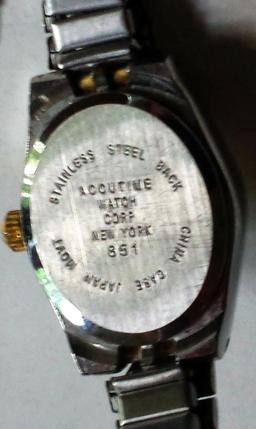 STAINLESS STEEL BACK CHINA CASE JAPAN MOVT
ACCUTIME
WATCH
CORP
NEW YORK
851